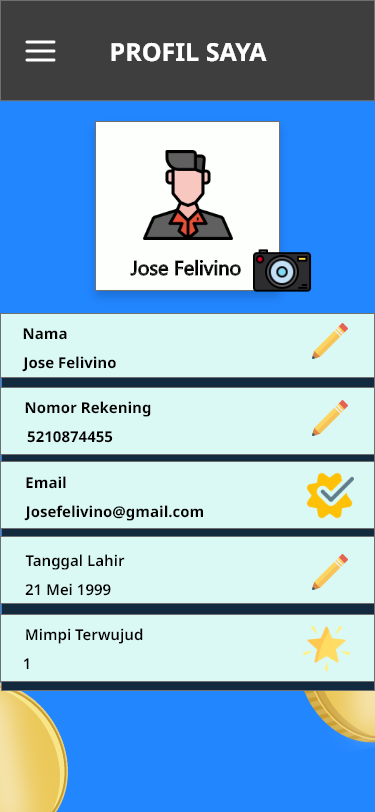 PROFIL SAYA
Jose Felivino
Nama
Jose Felivino
Nomor Rekening
5210874455
Email
Josefelivino@gmail.com
Tanggal Lahir
21 Mei 1999
Mimpi Terwujud
1